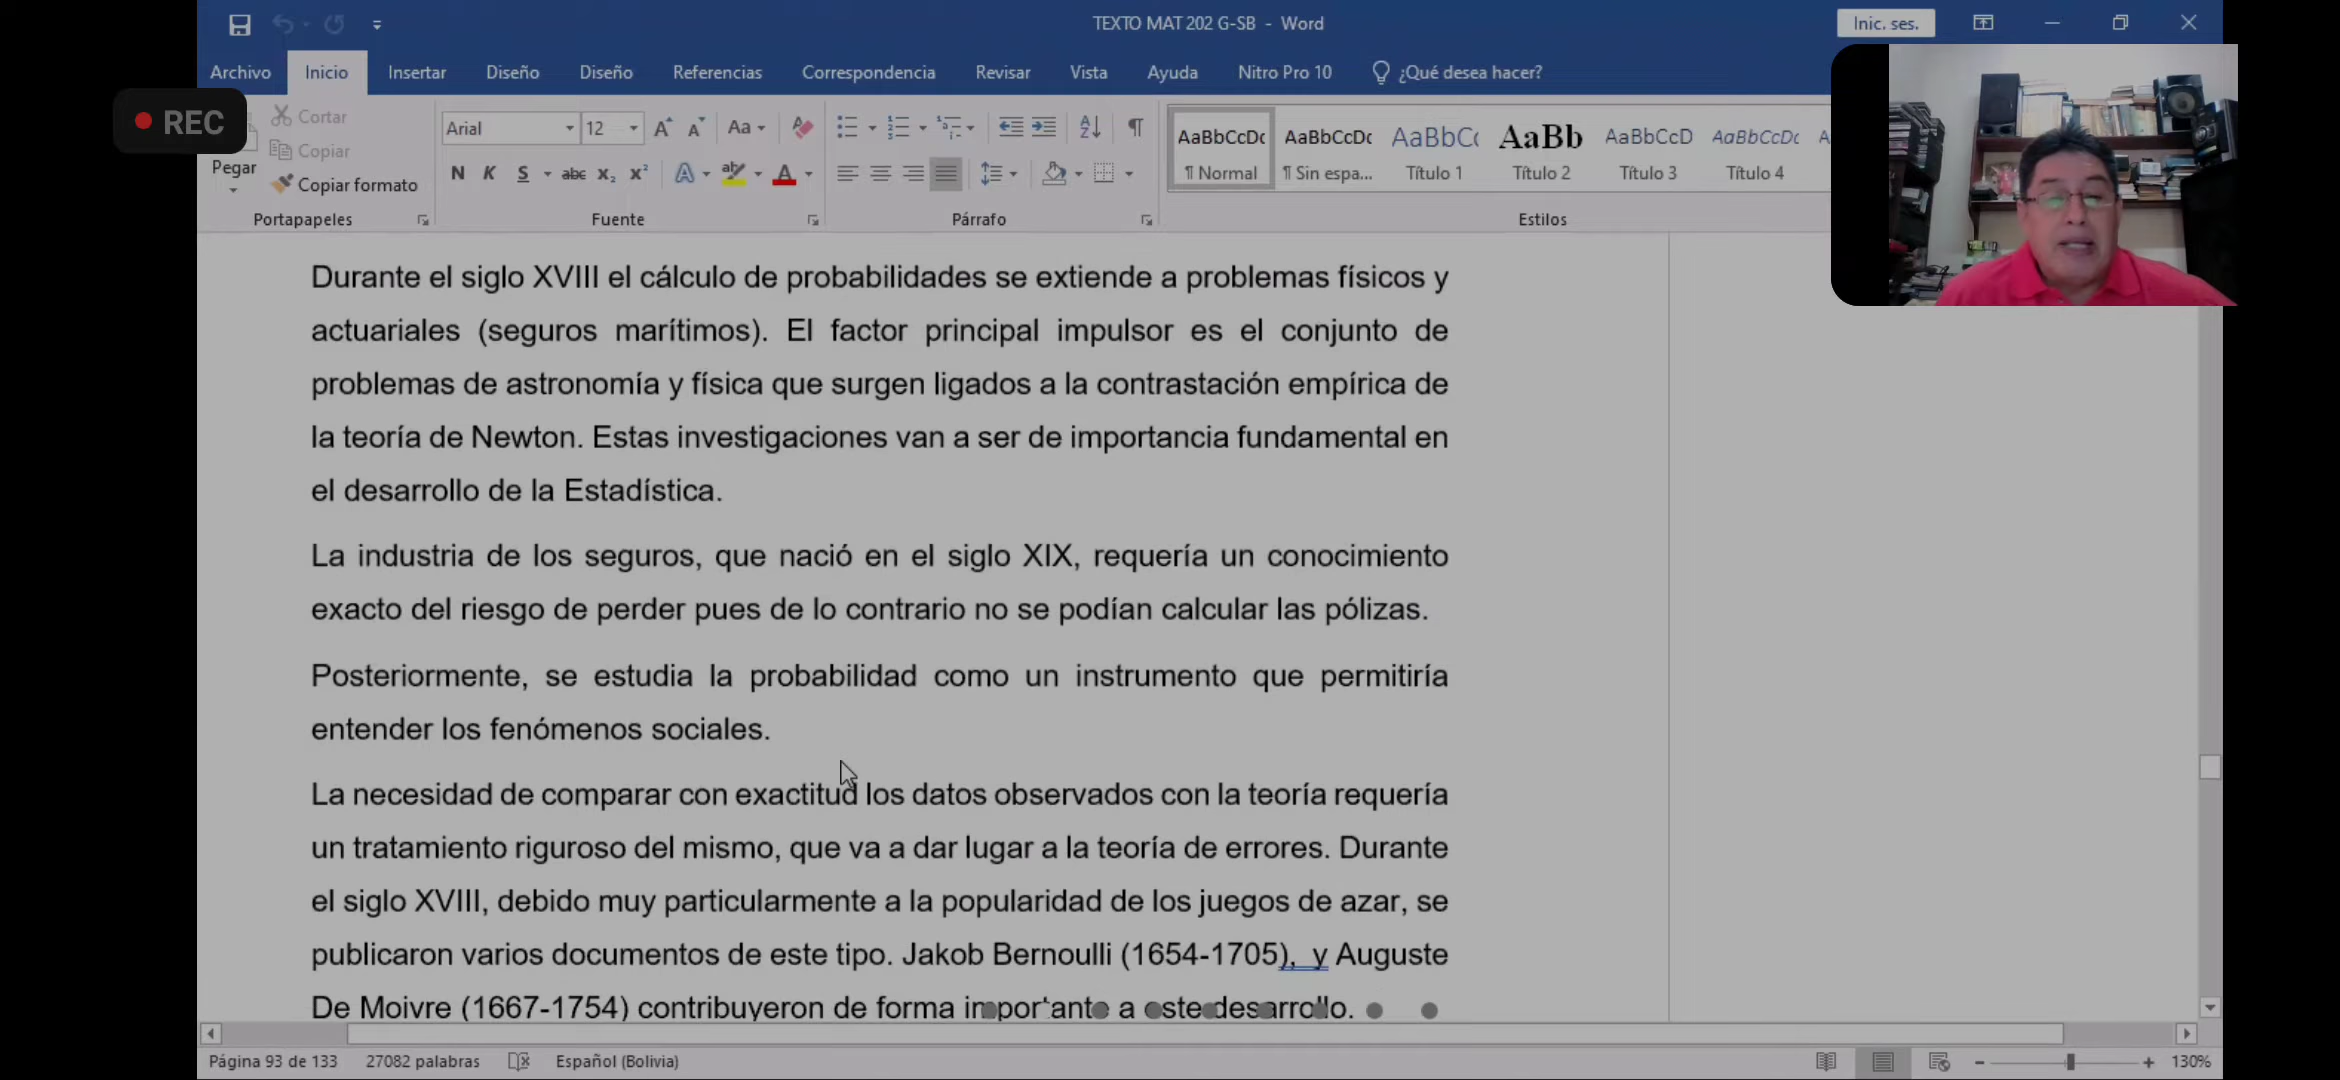 TEXTO MAT 202 G-SB - Word
Inic. ses.
Archivo Inicio Insertar Diseño Diseño Referencias Correspondencia Revisar Vista Ayuda Nitro Pro 10 ¿Qué desea hacer?
REC
Pegar
Cortar
Copiar
Copiar formato
Portapapeles
Arial 12
Aa
N K S abc x₂ x²
Fuente
Párrafo
AaBbCcDc AaBbCcDc AaBbC( AaBb AaBbCcD AaBbCcDc
¶ Normal ¶ Sin espa... Título 1 Título 2 Título 3 Título 4
Estilos
Durante el siglo XVIII el cálculo de probabilidades se extiende a problemas físicos y
actuariales (seguros marítimos). El factor principal impulsor es el conjunto de
problemas de astronomía y física que surgen ligados a la contrastación empírica de
la teoría de Newton. Estas investigaciones van a ser de importancia fundamental en
el desarrollo de la Estadística.
La industria de los seguros, que nació en el siglo XIX, requería un conocimiento
exacto del riesgo de perder pues de lo contrario no se podían calcular las pólizas.
Posteriormente, se estudia la probabilidad como un instrumento que permitiría
entender los fenómenos sociales.
La necesidad de comparar con exactitud los datos observados con la teoría requería
un tratamiento riguroso del mismo, que va a dar lugar a la teoría de errores. Durante
el siglo XVIII, debido muy particularmente a la popularidad de los juegos de azar, se
publicaron varios documentos de este tipo. Jakob Bernoulli (1654-1705), y Auguste
De Moivre (1667-1754) contribuyeron de forma importante a este desarrollo.
Página 93 de 133 27082 palabras Español (Bolivia) 130%